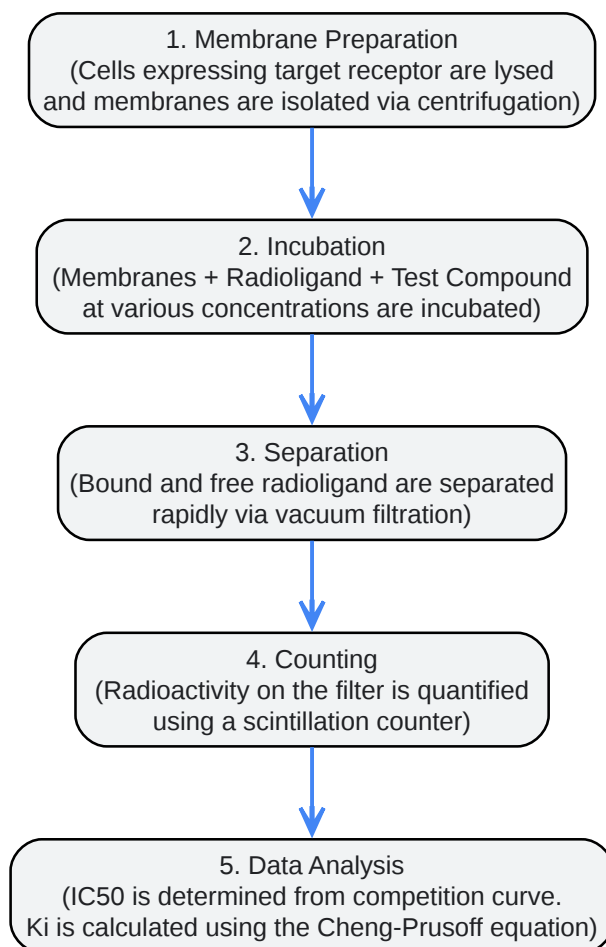 1. Membrane Preparation
(Cells expressing target receptor are lysed
and membranes are isolated via centrifugation)
2. Incubation
(Membranes + Radioligand + Test Compound
at various concentrations are incubated)
3. Separation
(Bound and free radioligand are separated
rapidly via vacuum filtration)
4. Counting
(Radioactivity on the filter is quantified
using a scintillation counter)
5. Data Analysis
(IC50 is determined from competition curve.
Ki is calculated using the Cheng-Prusoff equation)